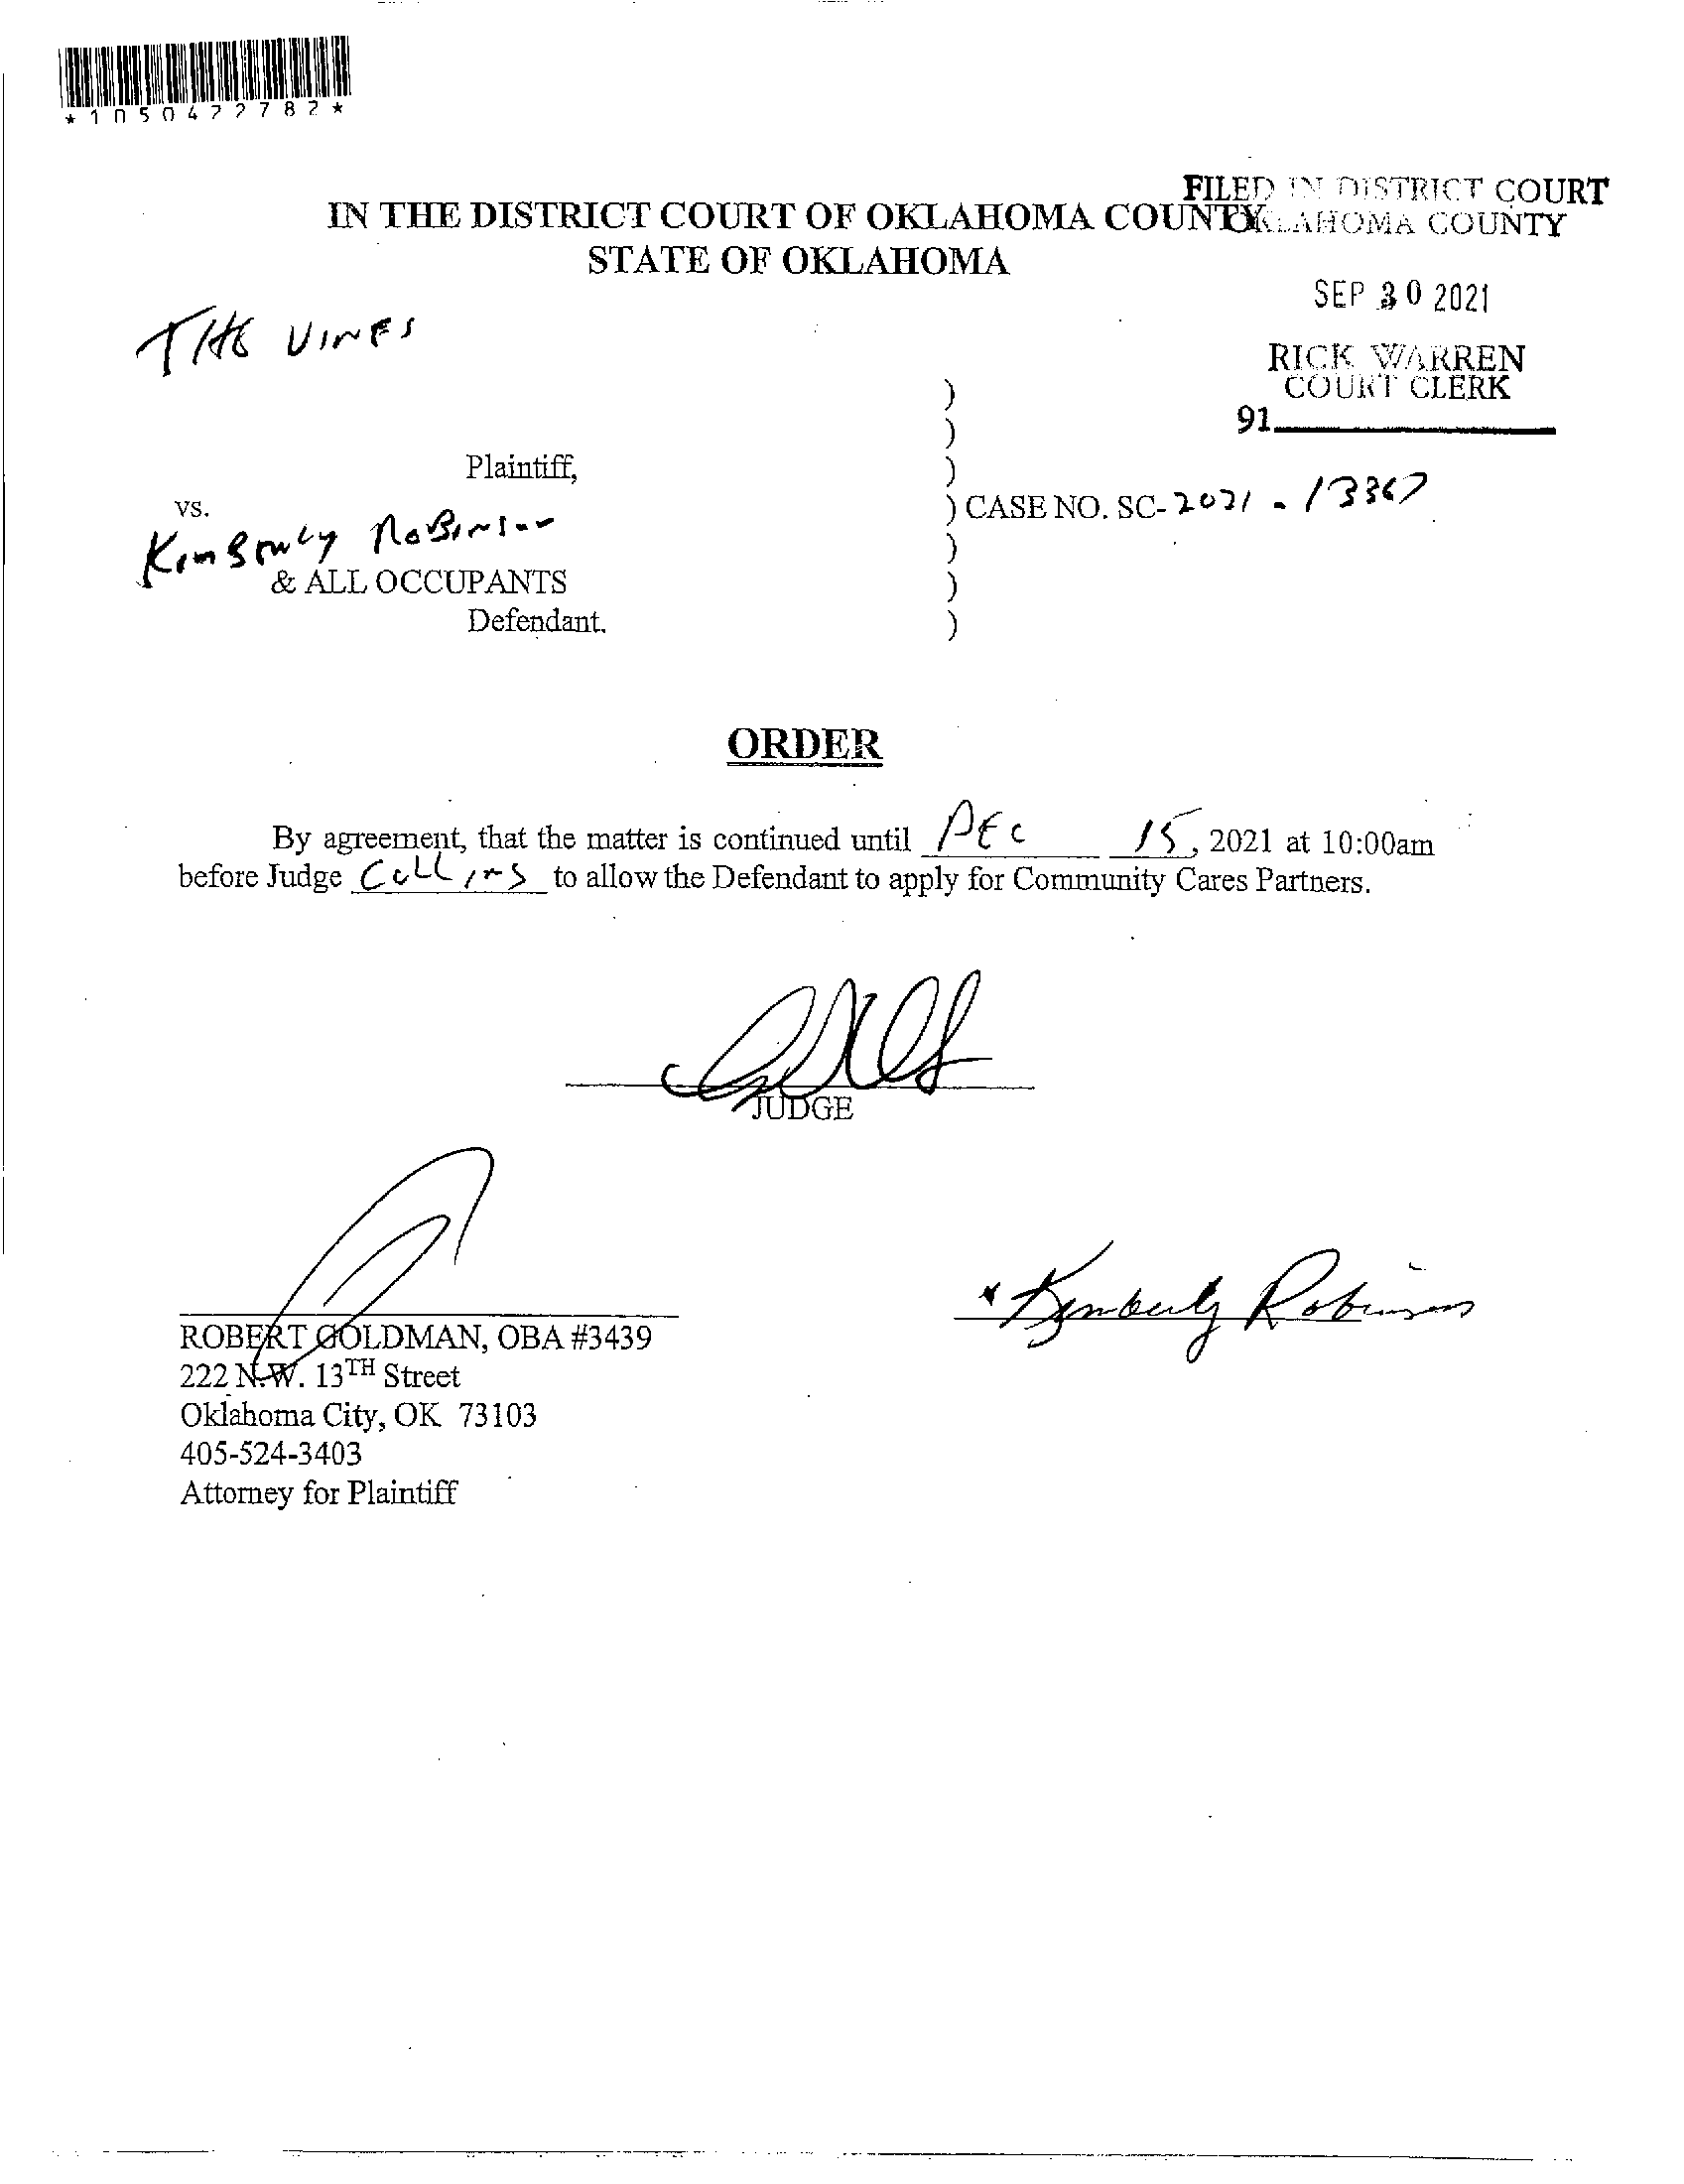 *1050422782*
FILED IN DISTRICT COURT
OKLAHOMA COUNTY
IN THE DISTRICT COURT OF OKLAHOMA COUNTY
STATE OF OKLAHOMA
SEP 30 2021
THE VINES
RICK WARREN
COURT CLERK
91
)
)
Plaintiff, )
vs. ) CASE NO. SC-2021 - 13367
Kimberly Robinson )
& ALL OCCUPANTS )
Defendant. )
ORDER
By agreement, that the matter is continued until DEC 15, 2021 at 10:00am
before Judge Collins to allow the Defendant to apply for Community Cares Partners.
JUDGE
* Kimberly Robinson
ROBERT GOLDMAN, OBA #3439
222 N.W. 13TH Street
Oklahoma City, OK 73103
405-524-3403
Attorney for Plaintiff